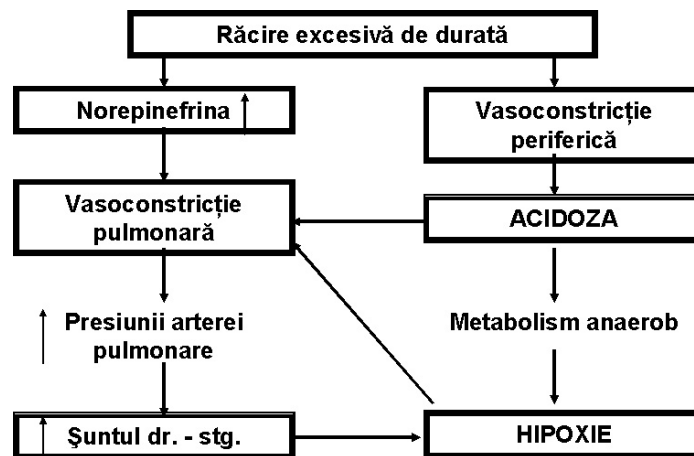 Răcire excesivă de durată
Norepinefrina
Vasoconstricție
periferică
Vasoconstricție
pulmonară
ACIDOZA
Presiunii arterei
pulmonare
Metabolism anaerob
Şuntul dr. - stg.
HIPOXIE